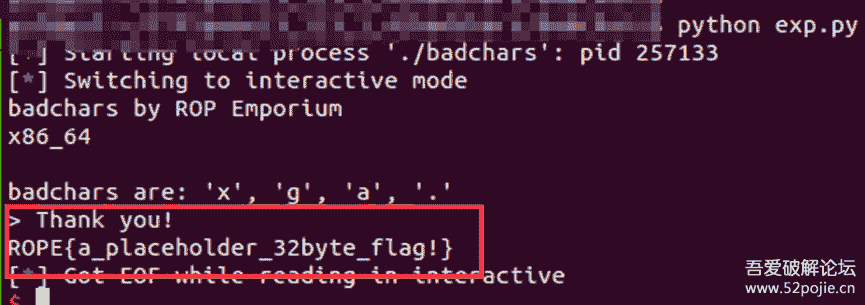 python exp.py
[*] Starting local process './badchars': pid 257133
[*] Switching to interactive mode
badchars by ROP Emporium
x86_64
badchars are: 'x', 'g', 'a', '.'
> Thank you!
ROPE{a_placeholder_32byte_flag!}
[*] Got EOF while reading in interactive
$
吾爱破解论坛
www.52pojie.cn